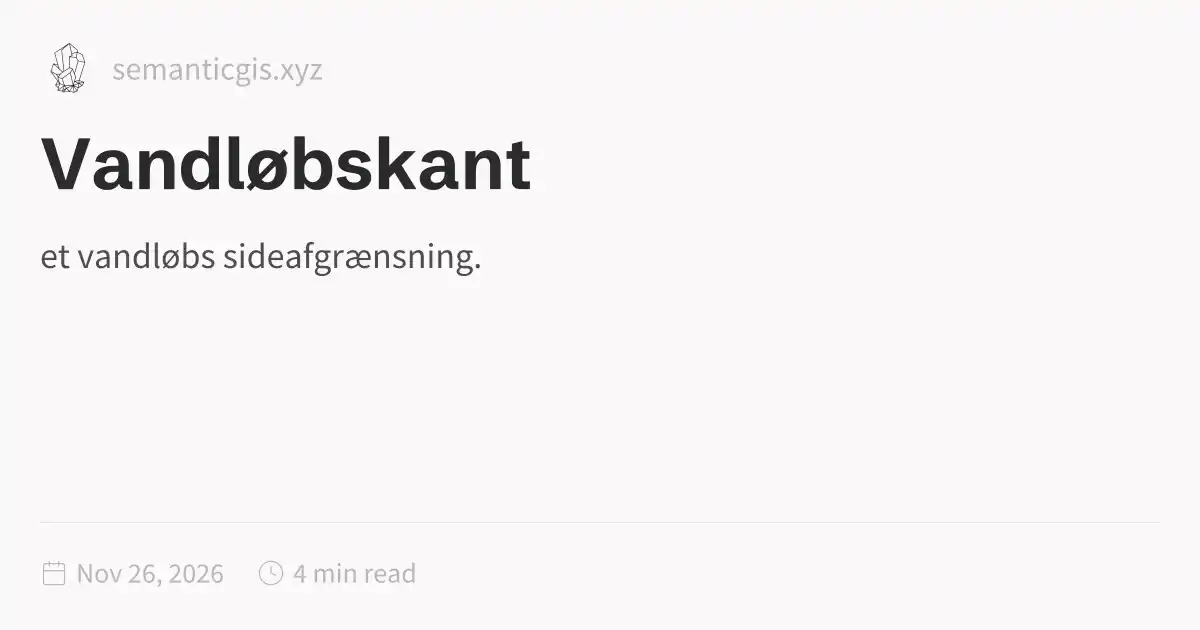 semanticgis.xyz
Vandløbskant
et vandløbs sideafgrænsning.
Nov 26, 2026 4 min read